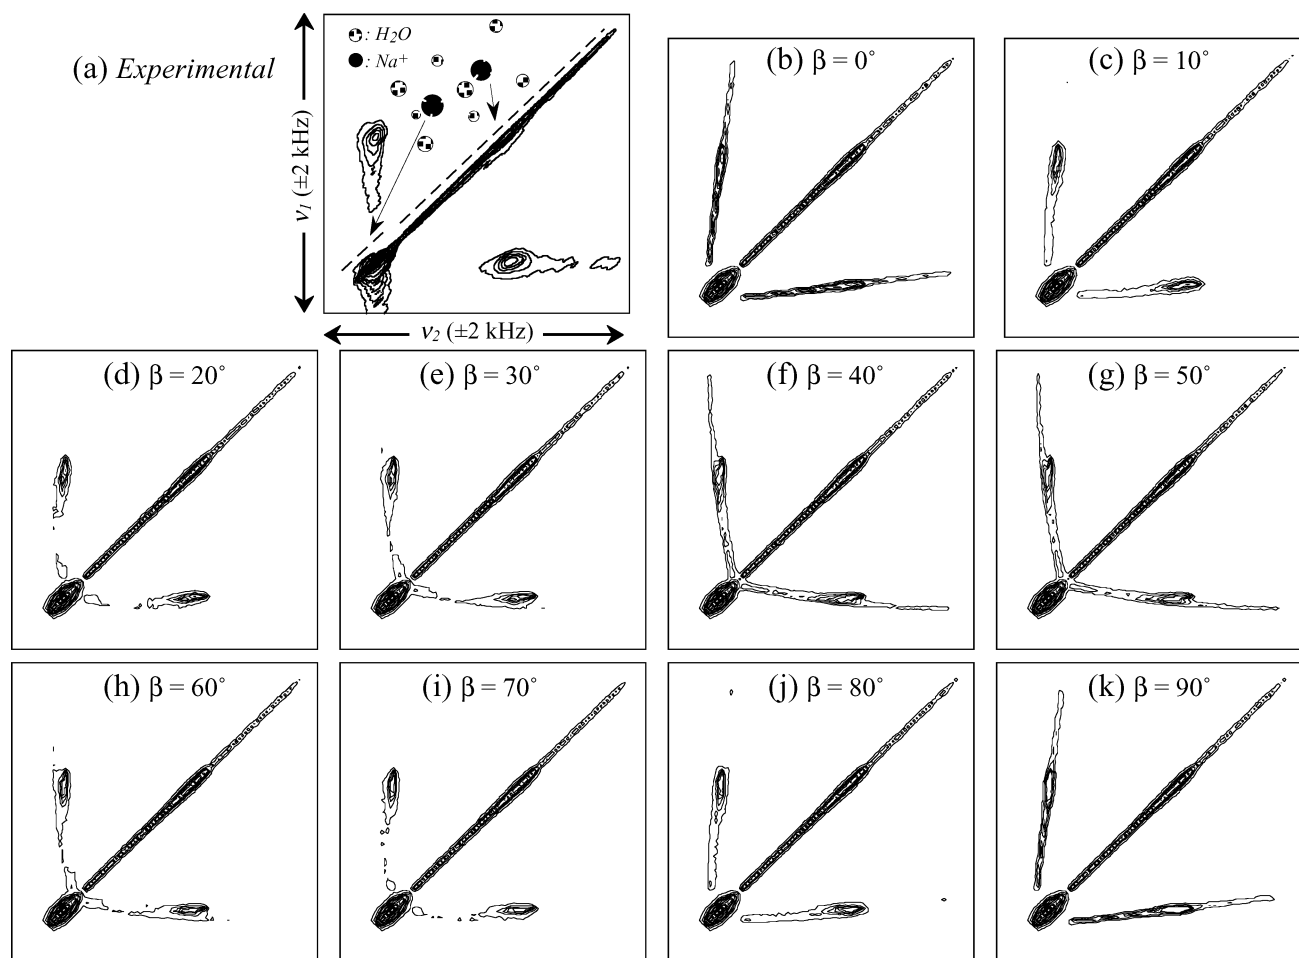 (a) Experimental
: H2O
: Na+
ν1 (±2 kHz)
ν2 (±2 kHz)
(b) β = 0°
(c) β = 10°
(d) β = 20°
(e) β = 30°
(f) β = 40°
(g) β = 50°
(h) β = 60°
(i) β = 70°
(j) β = 80°
(k) β = 90°